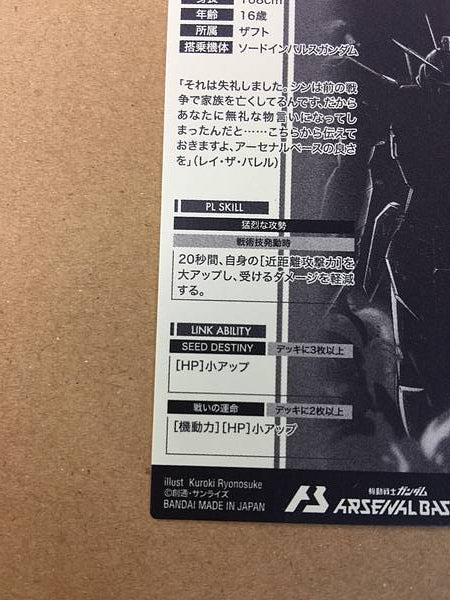 身長 168cm
年齢 16歳
所属 ザフト
搭乗機体 ソードインパルスガンダム
「それは失礼しました。シンは前の戦
争で家族を亡くしてるんです、だから
あなたに無礼な物言いになってし
まったんだと……こちらから伝えて
おきますよ、アーセナルベースの良さ
を」(レイ・ザ・バレル)
PL SKILL
猛烈な攻勢
戦術技発動時
20秒間、自身の[近距離攻撃力]を
大アップし、受けるダメージを軽減
する。
LINK ABILITY
SEED DESTINY デッキに3枚以上
[HP]小アップ
戦いの運命 デッキに2枚以上
[機動力][HP]小アップ
illust Kuroki Ryonosuke
©創通・サンライズ
BANDAI MADE IN JAPAN
機動戦士ガンダム
ARSENAL BAS